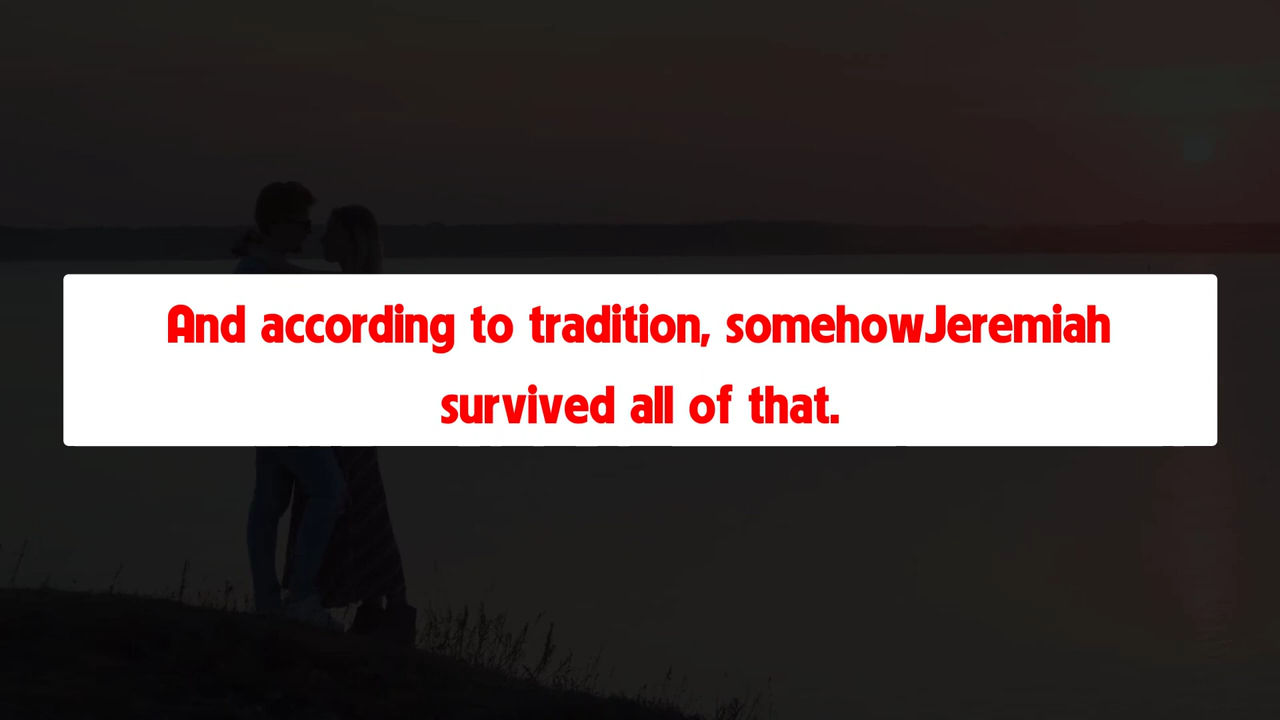 And according to tradition, somehowJeremiah
survived all of that.